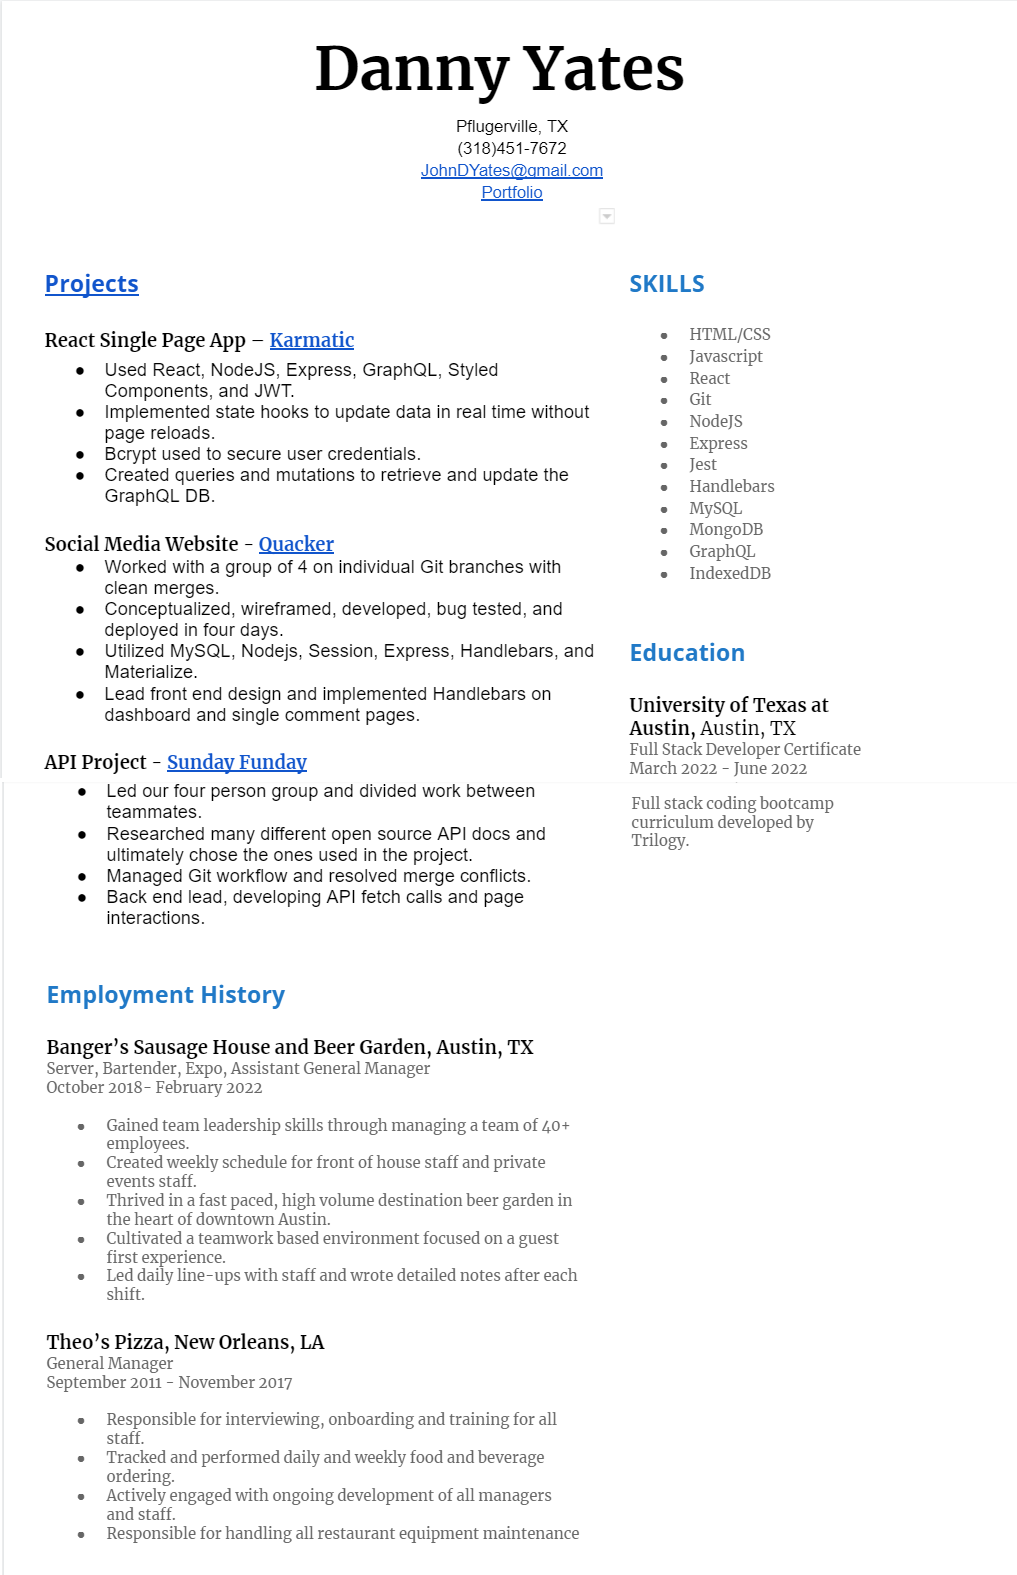 Danny Yates
Pflugerville, TX
(318)451-7672
JohnDYates@gmail.com
Portfolio
Projects
React Single Page App – Karmatic
● Used React, NodeJS, Express, GraphQL, Styled
Components, and JWT.
● Implemented state hooks to update data in real time without
page reloads.
● Bcrypt used to secure user credentials.
● Created queries and mutations to retrieve and update the
GraphQL DB.
Social Media Website - Quacker
● Worked with a group of 4 on individual Git branches with
clean merges.
● Conceptualized, wireframed, developed, bug tested, and
deployed in four days.
● Utilized MySQL, Nodejs, Session, Express, Handlebars, and
Materialize.
● Lead front end design and implemented Handlebars on
dashboard and single comment pages.
API Project - Sunday Funday
● Led our four person group and divided work between
teammates.
● Researched many different open source API docs and
ultimately chose the ones used in the project.
● Managed Git workflow and resolved merge conflicts.
● Back end lead, developing API fetch calls and page
interactions.
Employment History
Banger’s Sausage House and Beer Garden, Austin, TX
Server, Bartender, Expo, Assistant General Manager
October 2018- February 2022
● Gained team leadership skills through managing a team of 40+
employees.
● Created weekly schedule for front of house staff and private
events staff.
● Thrived in a fast paced, high volume destination beer garden in
the heart of downtown Austin.
● Cultivated a teamwork based environment focused on a guest
first experience.
● Led daily line-ups with staff and wrote detailed notes after each
shift.
Theo’s Pizza, New Orleans, LA
General Manager
September 2011 - November 2017
● Responsible for interviewing, onboarding and training for all
staff.
● Tracked and performed daily and weekly food and beverage
ordering.
● Actively engaged with ongoing development of all managers
and staff.
● Responsible for handling all restaurant equipment maintenance
SKILLS
● HTML/CSS
● Javascript
● React
● Git
● NodeJS
● Express
● Jest
● Handlebars
● MySQL
● MongoDB
● GraphQL
● IndexedDB
Education
University of Texas at
Austin, Austin, TX
Full Stack Developer Certificate
March 2022 - June 2022
Full stack coding bootcamp
curriculum developed by
Trilogy.